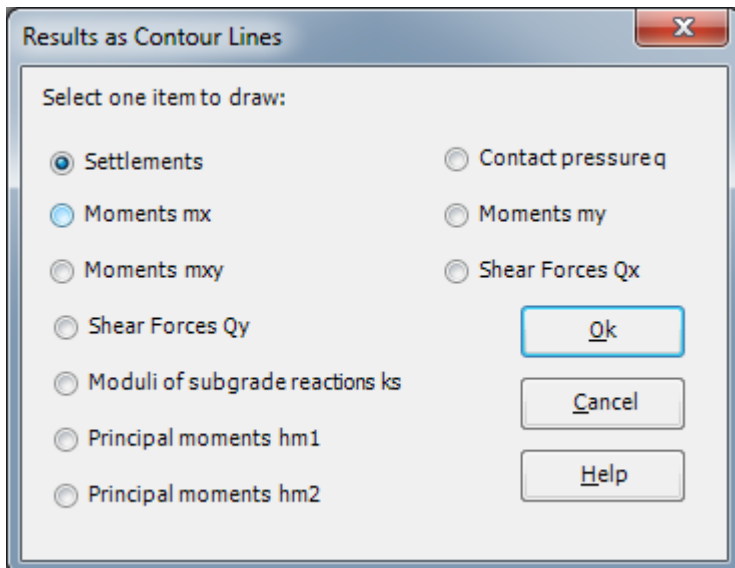 Results as Contour Lines
Select one item to draw:
Settlements
Contact pressure q
Moments mx
Moments my
Moments mxy
Shear Forces Qx
Shear Forces Qy
Ok
Moduli of subgrade reactions ks
Cancel
Principal moments hm1
Help
Principal moments hm2